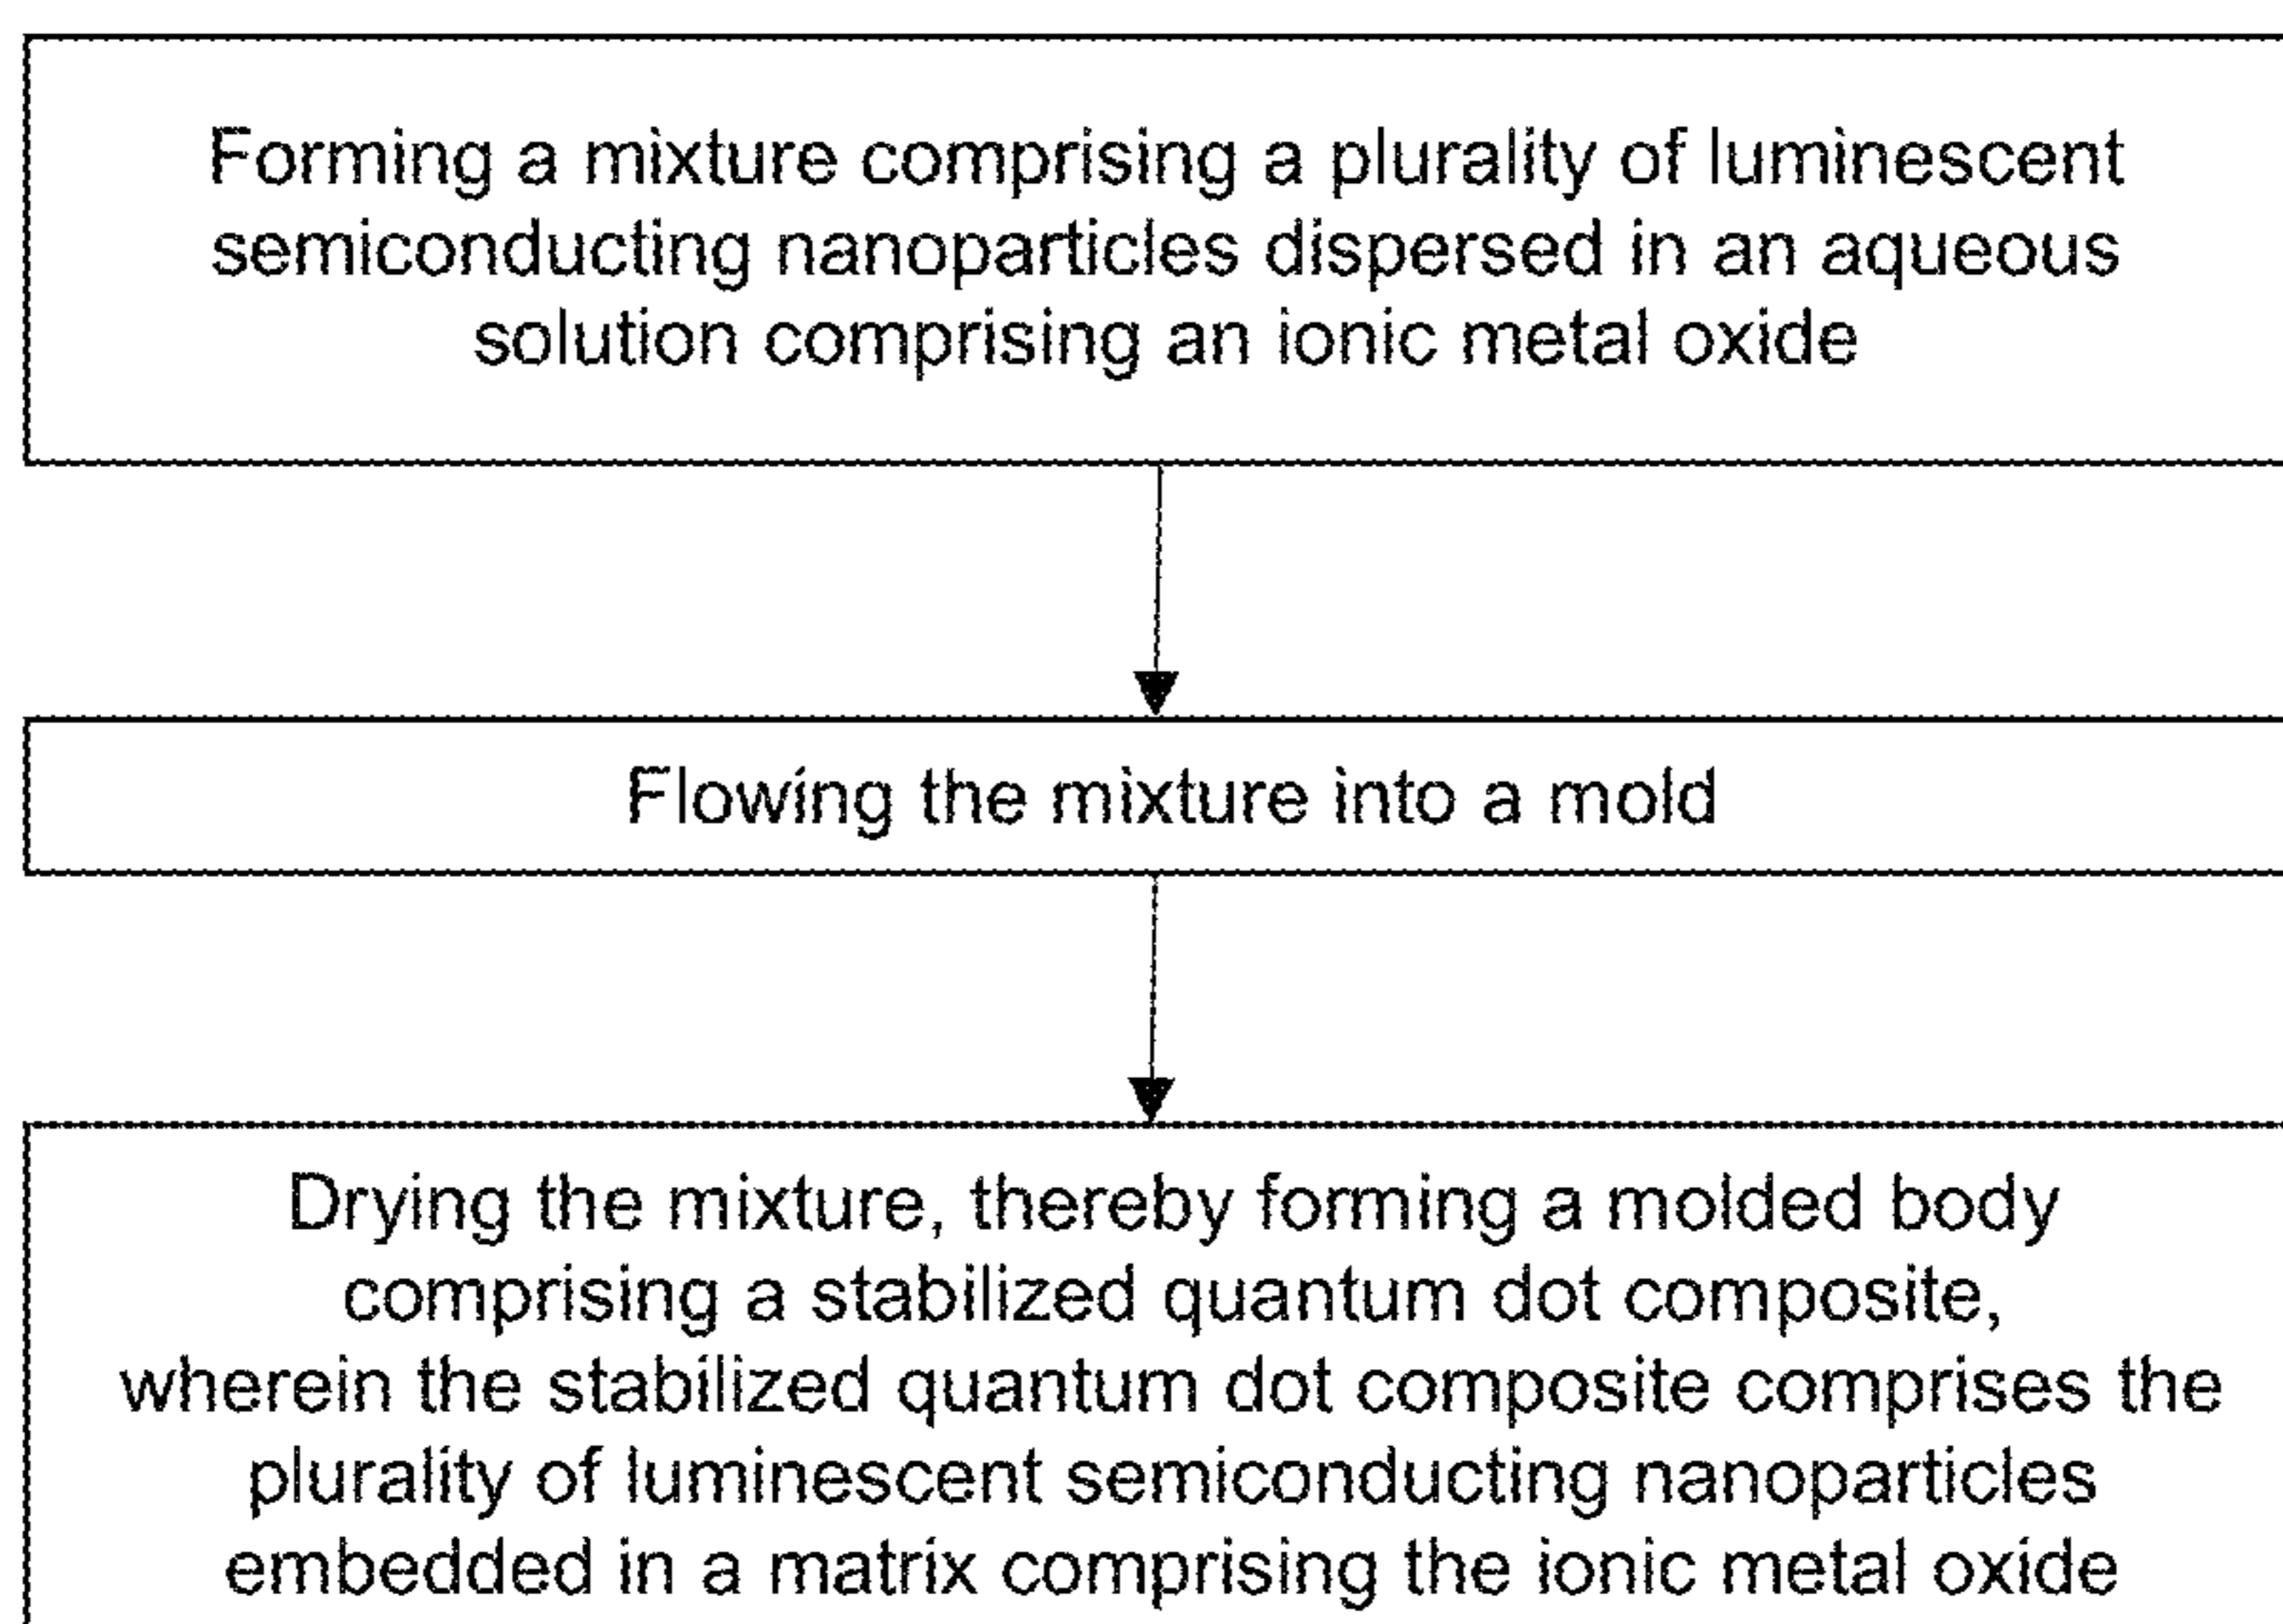 Forming a mixture comprising a plurality of luminescent
semiconducting nanoparticles dispersed in an aqueous
solution comprising an ionic metal oxide
Flowing the mixture into a mold
Drying the mixture, thereby forming a molded body
comprising a stabilized quantum dot composite,
wherein the stabilized quantum dot composite comprises the
plurality of luminescent semiconducting nanoparticles
embedded in a matrix comprising the ionic metal oxide